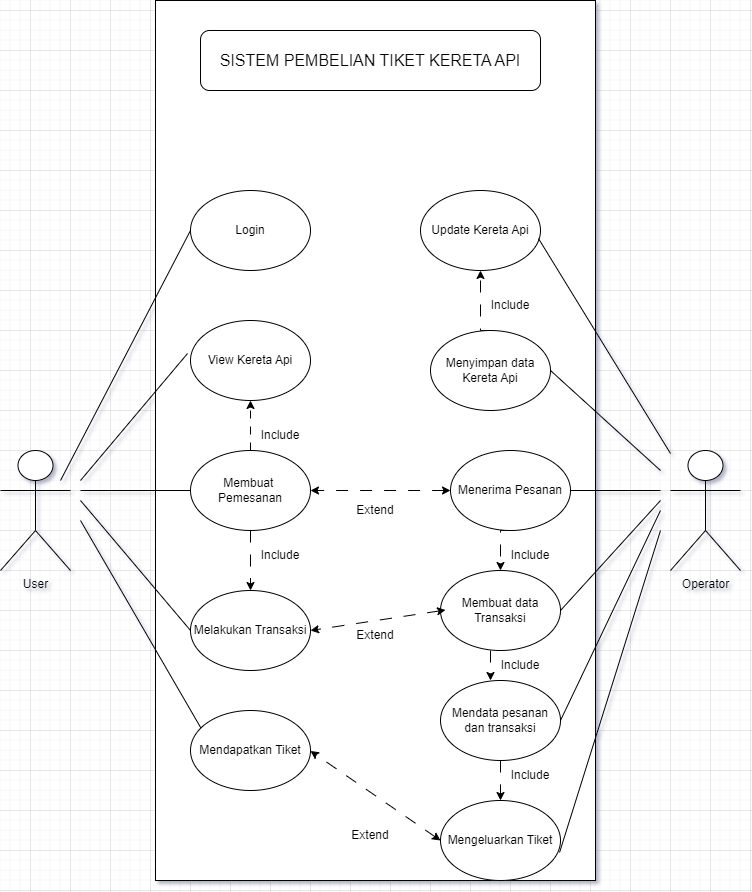 SISTEM PEMBELIAN TIKET KERETA API
Login
Update Kereta Api
Include
View Kereta Api
Menyimpan data
Kereta Api
Include
Membuat
Pemesanan
Extend
Menerima Pesanan
Include
Include
User
Operator
Melakukan Transaksi
Extend
Membuat data
Transaksi
Include
Mendata pesanan
dan transaksi
Mendapatkan Tiket
Include
Extend
Mengeluarkan Tiket